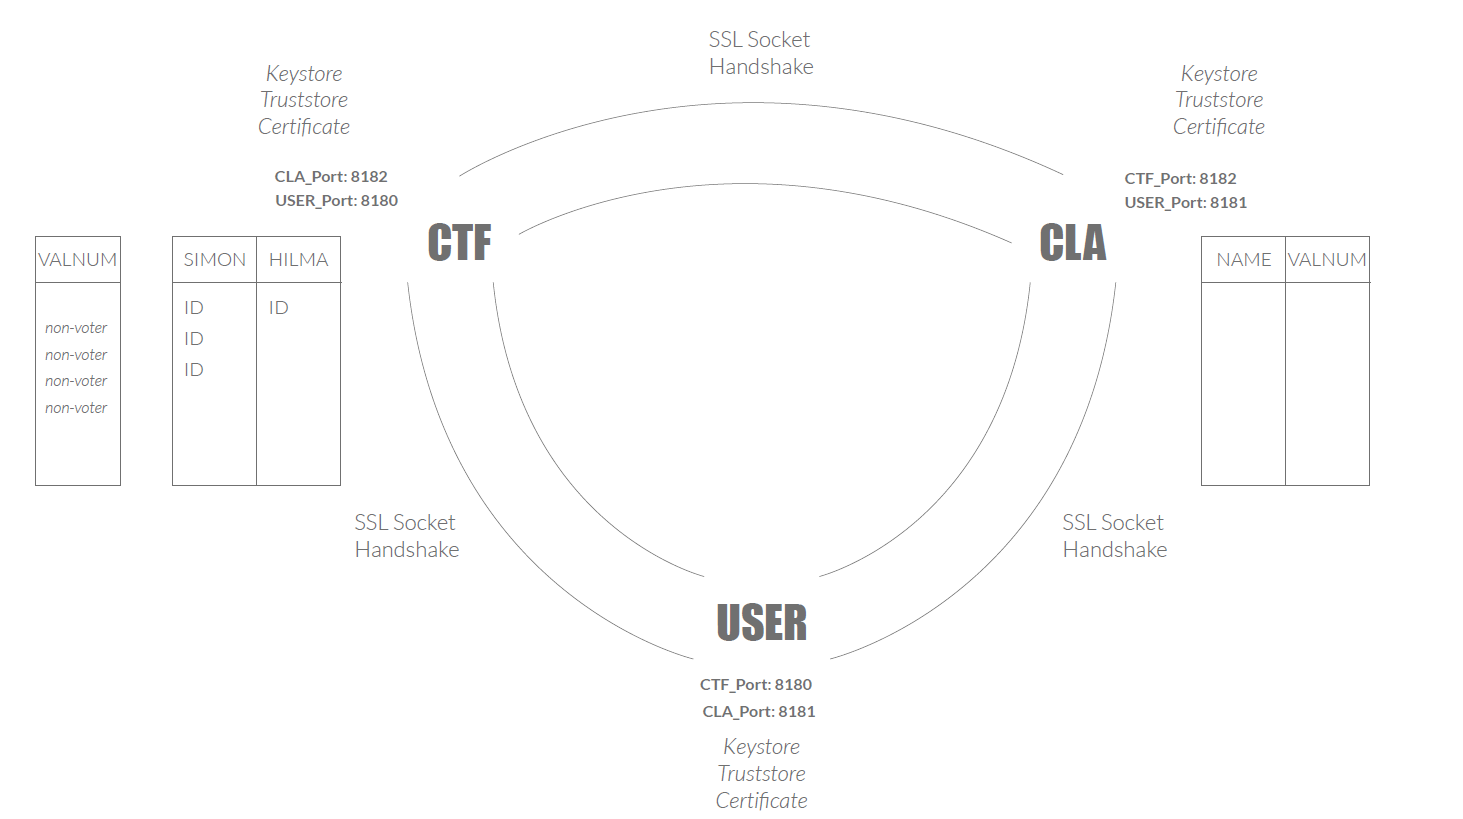 SSL Socket
Handshake
Keystore
Truststore
Certificate
Keystore
Truststore
Certificate
CLA_Port: 8182
USER_Port: 8180
CTF_Port: 8182
USER_Port: 8181
CTF
CLA
VALNUM
non-voter
non-voter
non-voter
non-voter
SIMON HILMA
ID ID
ID
ID
NAME VALNUM
SSL Socket
Handshake
SSL Socket
Handshake
USER
CTF_Port: 8180
CLA_Port: 8181
Keystore
Truststore
Certificate